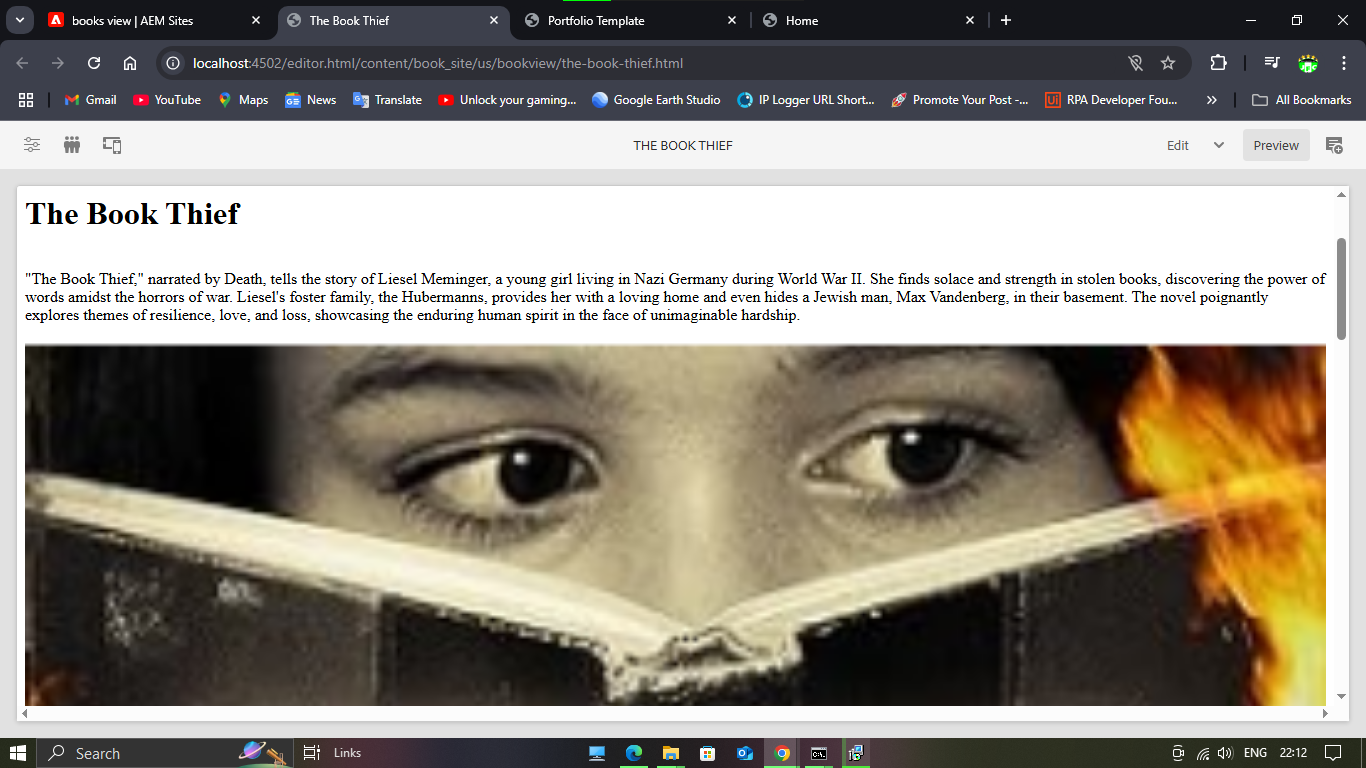 books view | AEM Sites
The Book Thief
Portfolio Template
Home
localhost:4502/editor.html/content/book_site/us/bookview/the-book-thief.html
Gmail
YouTube
Maps
News
Translate
Unlock your gaming...
Google Earth Studio
IP Logger URL Short...
Promote Your Post -...
RPA Developer Fou...
All Bookmarks
THE BOOK THIEF
Edit
Preview
The Book Thief
"The Book Thief," narrated by Death, tells the story of Liesel Meminger, a young girl living in Nazi Germany during World War II. She finds solace and strength in stolen books, discovering the power of
words amidst the horrors of war. Liesel's foster family, the Hubermanns, provides her with a loving home and even hides a Jewish man, Max Vandenberg, in their basement. The novel poignantly
explores themes of resilience, love, and loss, showcasing the enduring human spirit in the face of unimaginable hardship.
Search
Links
ENG
22:12